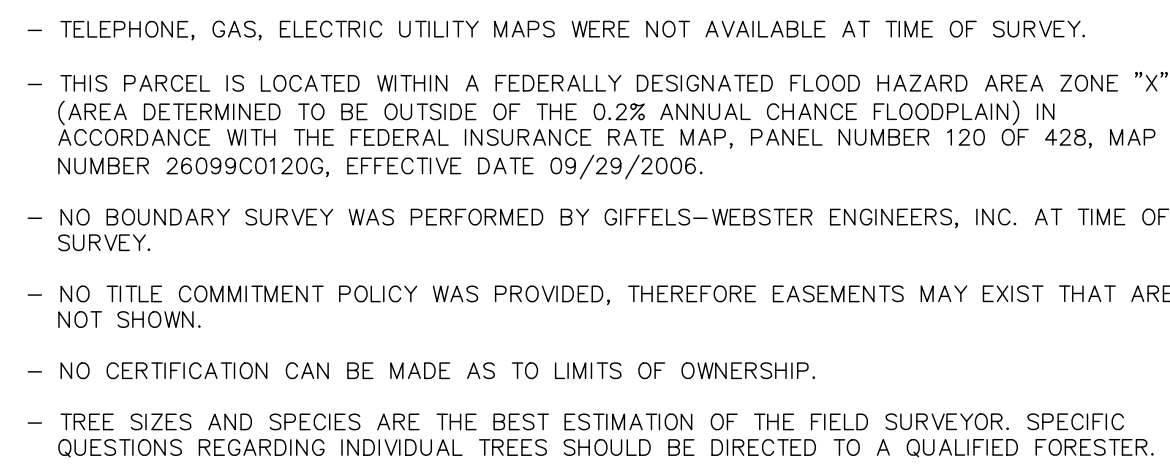 – TELEPHONE, GAS, ELECTRIC UTILITY MAPS WERE NOT AVAILABLE AT TIME OF SURVEY.
– THIS PARCEL IS LOCATED WITHIN A FEDERALLY DESIGNATED FLOOD HAZARD AREA ZONE "X"
(AREA DETERMINED TO BE OUTSIDE OF THE 0.2% ANNUAL CHANCE FLOODPLAIN) IN
ACCORDANCE WITH THE FEDERAL INSURANCE RATE MAP, PANEL NUMBER 120 OF 428, MAP
NUMBER 26099C0120G, EFFECTIVE DATE 09/29/2006.
– NO BOUNDARY SURVEY WAS PERFORMED BY GIFFELS–WEBSTER ENGINEERS, INC. AT TIME OF
SURVEY.
– NO TITLE COMMITMENT POLICY WAS PROVIDED, THEREFORE EASEMENTS MAY EXIST THAT ARE
NOT SHOWN.
– NO CERTIFICATION CAN BE MADE AS TO LIMITS OF OWNERSHIP.
– TREE SIZES AND SPECIES ARE THE BEST ESTIMATION OF THE FIELD SURVEYOR. SPECIFIC
QUESTIONS REGARDING INDIVIDUAL TREES SHOULD BE DIRECTED TO A QUALIFIED FORESTER.